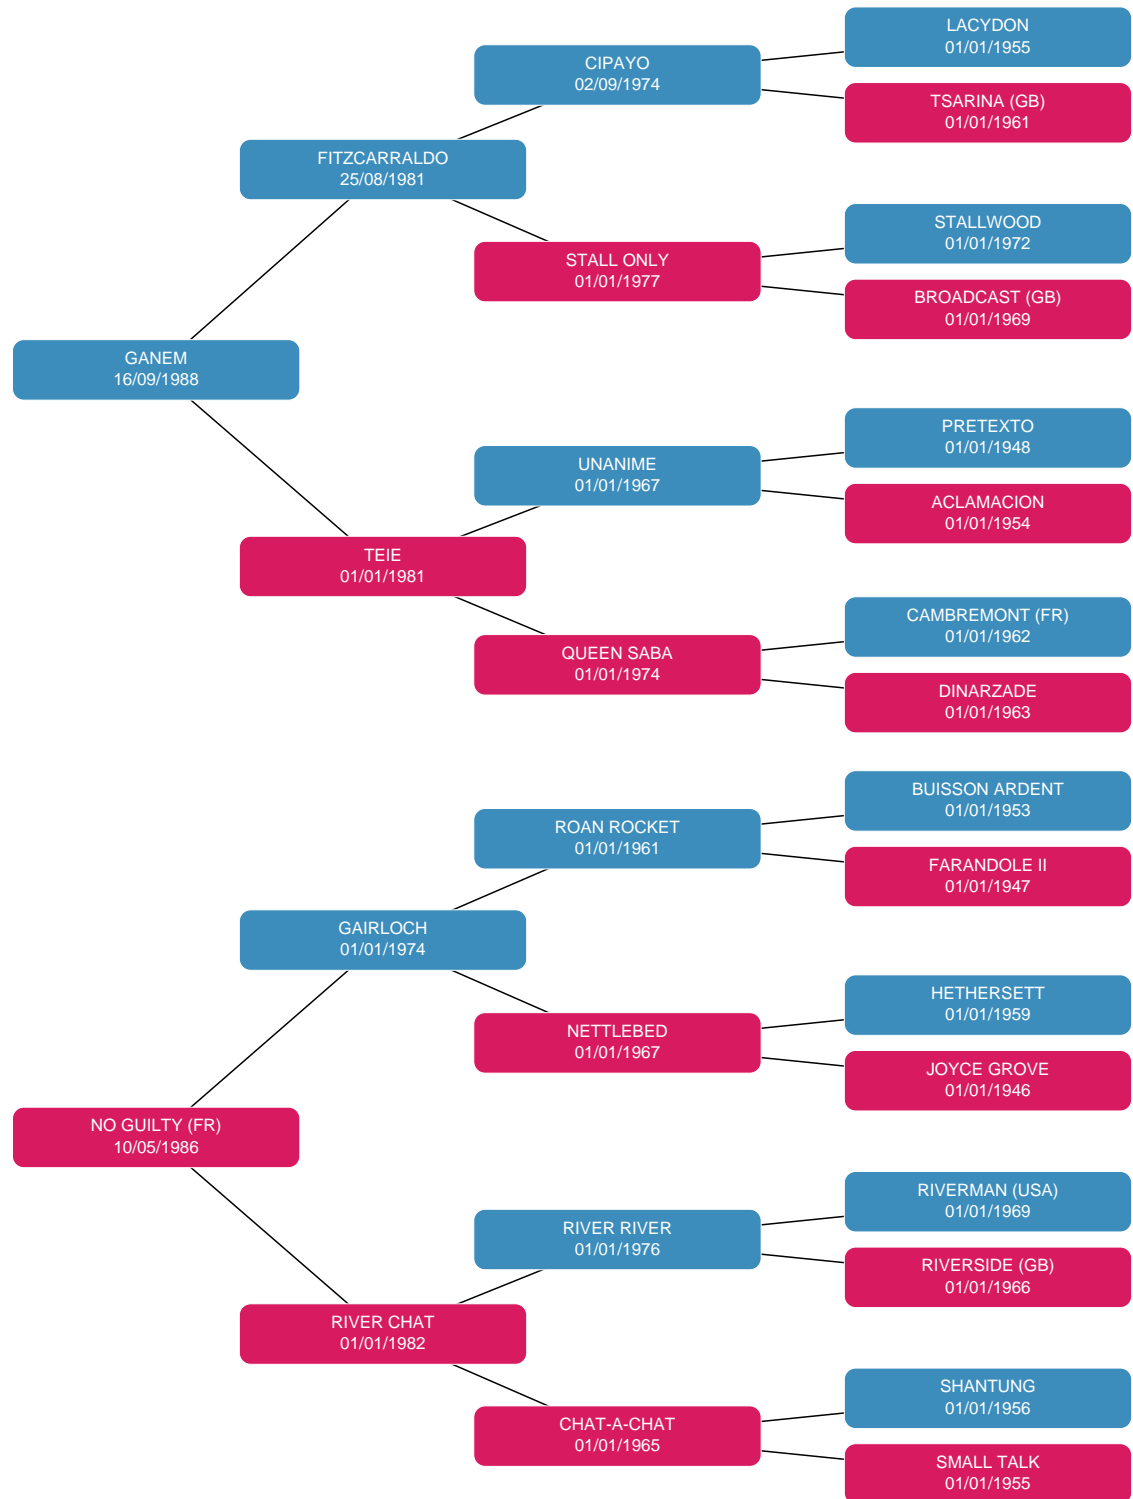 LACYDON
01/01/1955
CIPAYO
02/09/1974
TSARINA (GB)
01/01/1961
FITZCARRALDO
25/08/1981
STALLWOOD
01/01/1972
STALL ONLY
01/01/1977
BROADCAST (GB)
01/01/1969
GANEM
16/09/1988
PRETEXTO
01/01/1948
UNANIME
01/01/1967
ACLAMACION
01/01/1954
TEIE
01/01/1981
CAMBREMONT (FR)
01/01/1962
QUEEN SABA
01/01/1974
DINARZADE
01/01/1963
BUISSON ARDENT
01/01/1953
ROAN ROCKET
01/01/1961
FARANDOLE II
01/01/1947
GAIRLOCH
01/01/1974
HETHERSETT
01/01/1959
NETTLEBED
01/01/1967
JOYCE GROVE
01/01/1946
NO GUILTY (FR)
10/05/1986
RIVERMAN (USA)
01/01/1969
RIVER RIVER
01/01/1976
RIVERSIDE (GB)
01/01/1966
RIVER CHAT
01/01/1982
SHANTUNG
01/01/1956
CHAT-A-CHAT
01/01/1965
SMALL TALK
01/01/1955